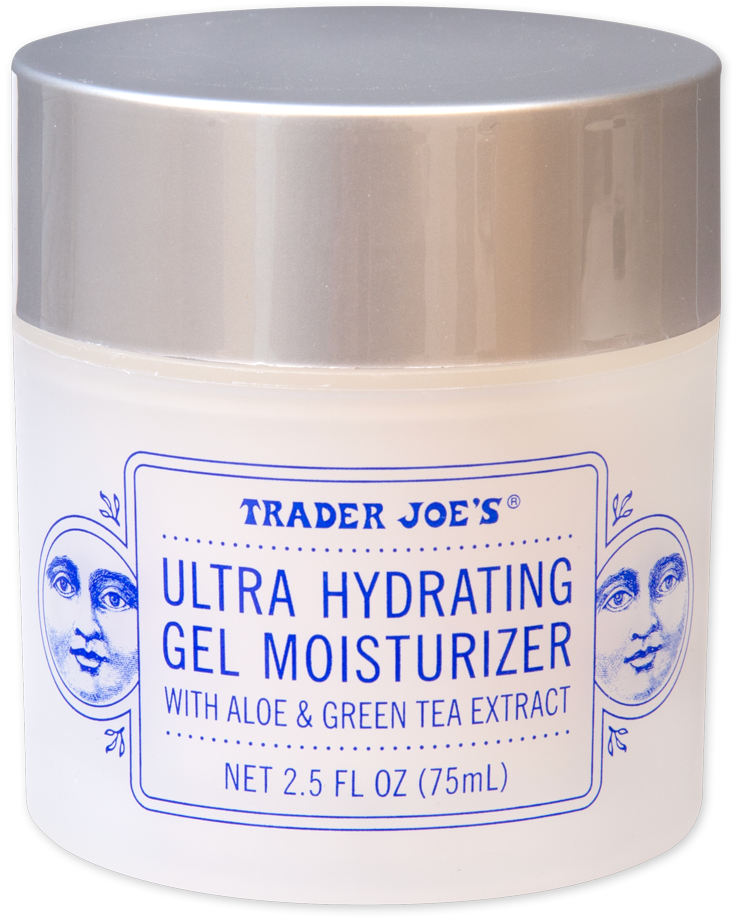 TRADER JOE'S®
ULTRA HYDRATING
GEL MOISTURIZER
WITH ALOE & GREEN TEA EXTRACT
NET 2.5 FL OZ (75mL)